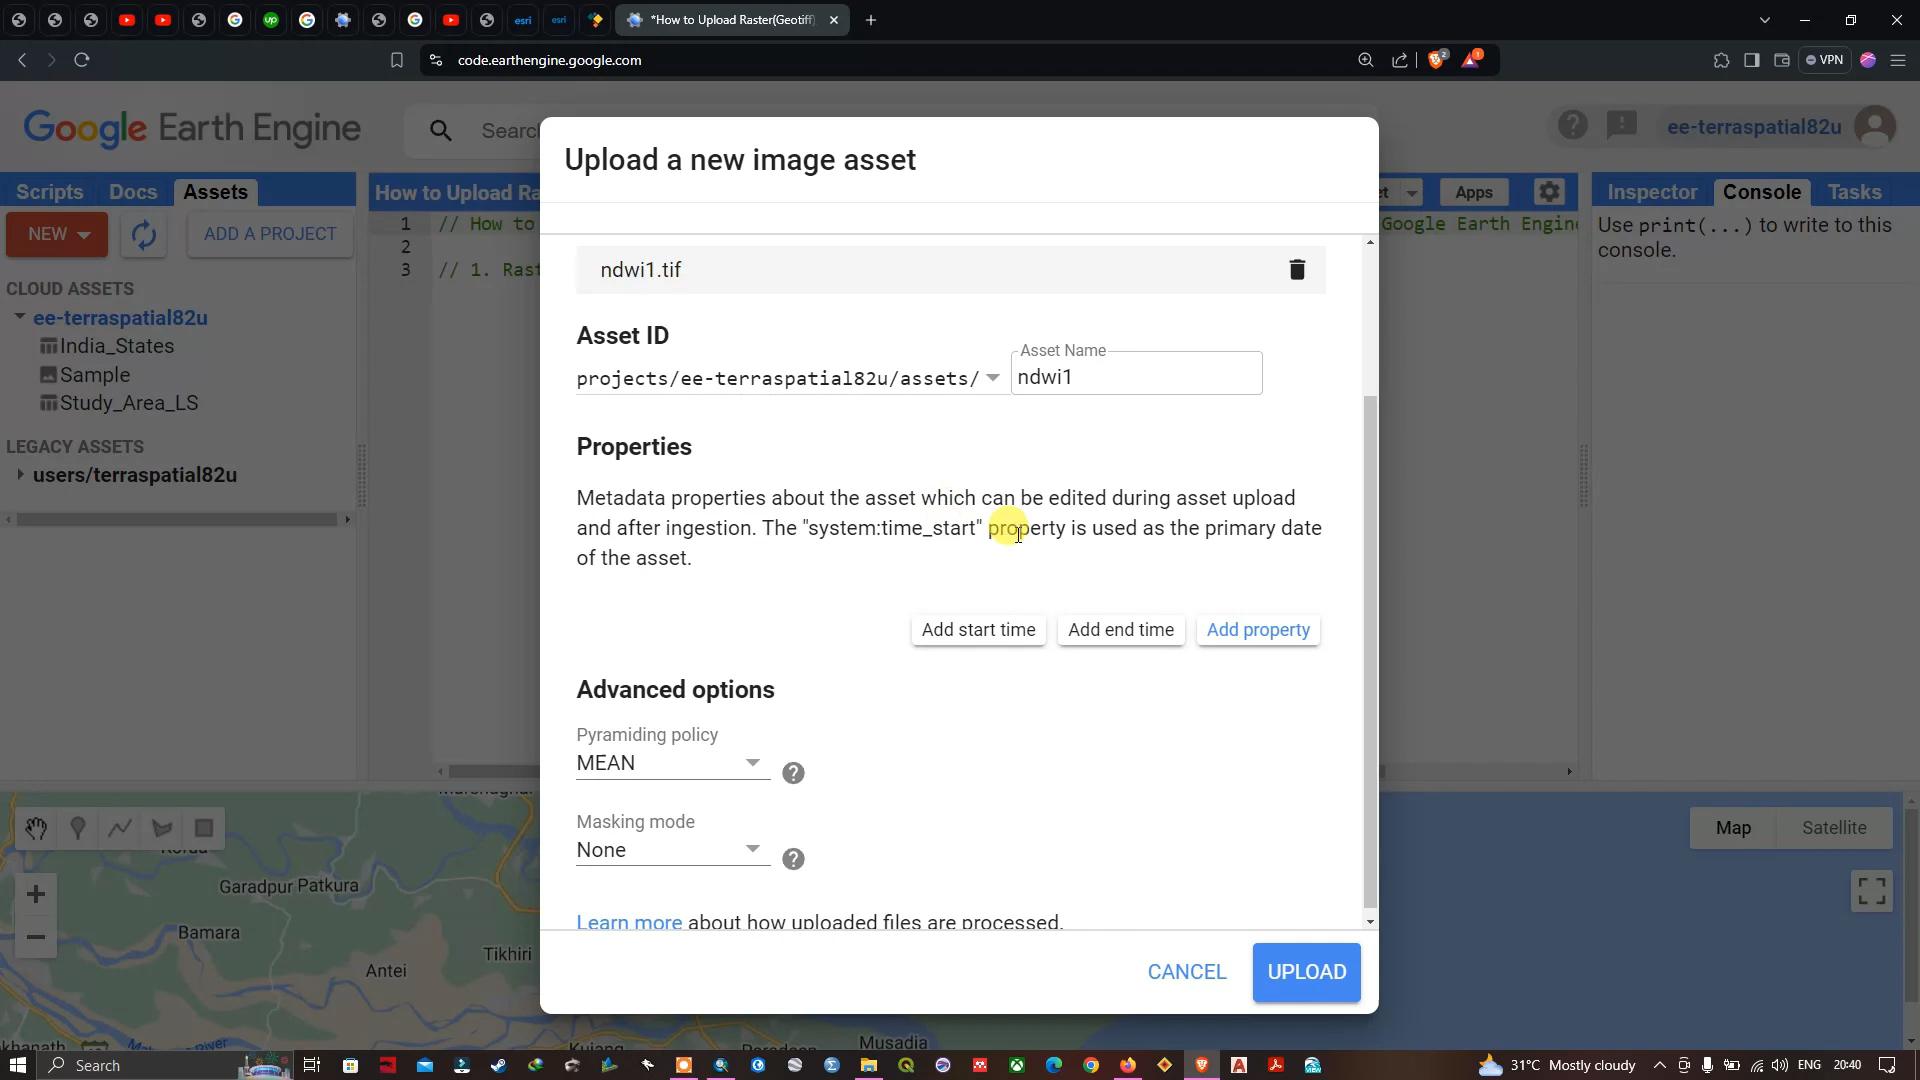 *How to Upload Raster(Geotiff)
code.earthengine.google.com
VPN
Google Earth Engine
Search
ee-terraspatial82u
Scripts
Docs
Assets
NEW
ADD A PROJECT
CLOUD ASSETS
ee-terraspatial82u
India_States
Sample
Study_Area_LS
LEGACY ASSETS
users/terraspatial82u
How to Upload Ra
Apps
1
// How to
Google Earth Engine
2
3
// 1. Rast
Inspector
Console
Tasks
Use print(...) to write to this
console.
Upload a new image asset
ndwi1.tif
Asset ID
Asset Name
projects/ee-terraspatial82u/assets/
ndwi1
Properties
Metadata properties about the asset which can be edited during asset upload
and after ingestion. The "system:time_start" property is used as the primary date
of the asset.
Add start time
Add end time
Add property
Advanced options
Pyramiding policy
MEAN
Masking mode
None
Learn more about how uploaded files are processed.
CANCEL
UPLOAD
Garadpur Patkura
Bamara
Tikhiri
Antei
Kujang
Paradeep
Musadia
Map
Satellite
Search
31°C Mostly cloudy
ENG
20:40